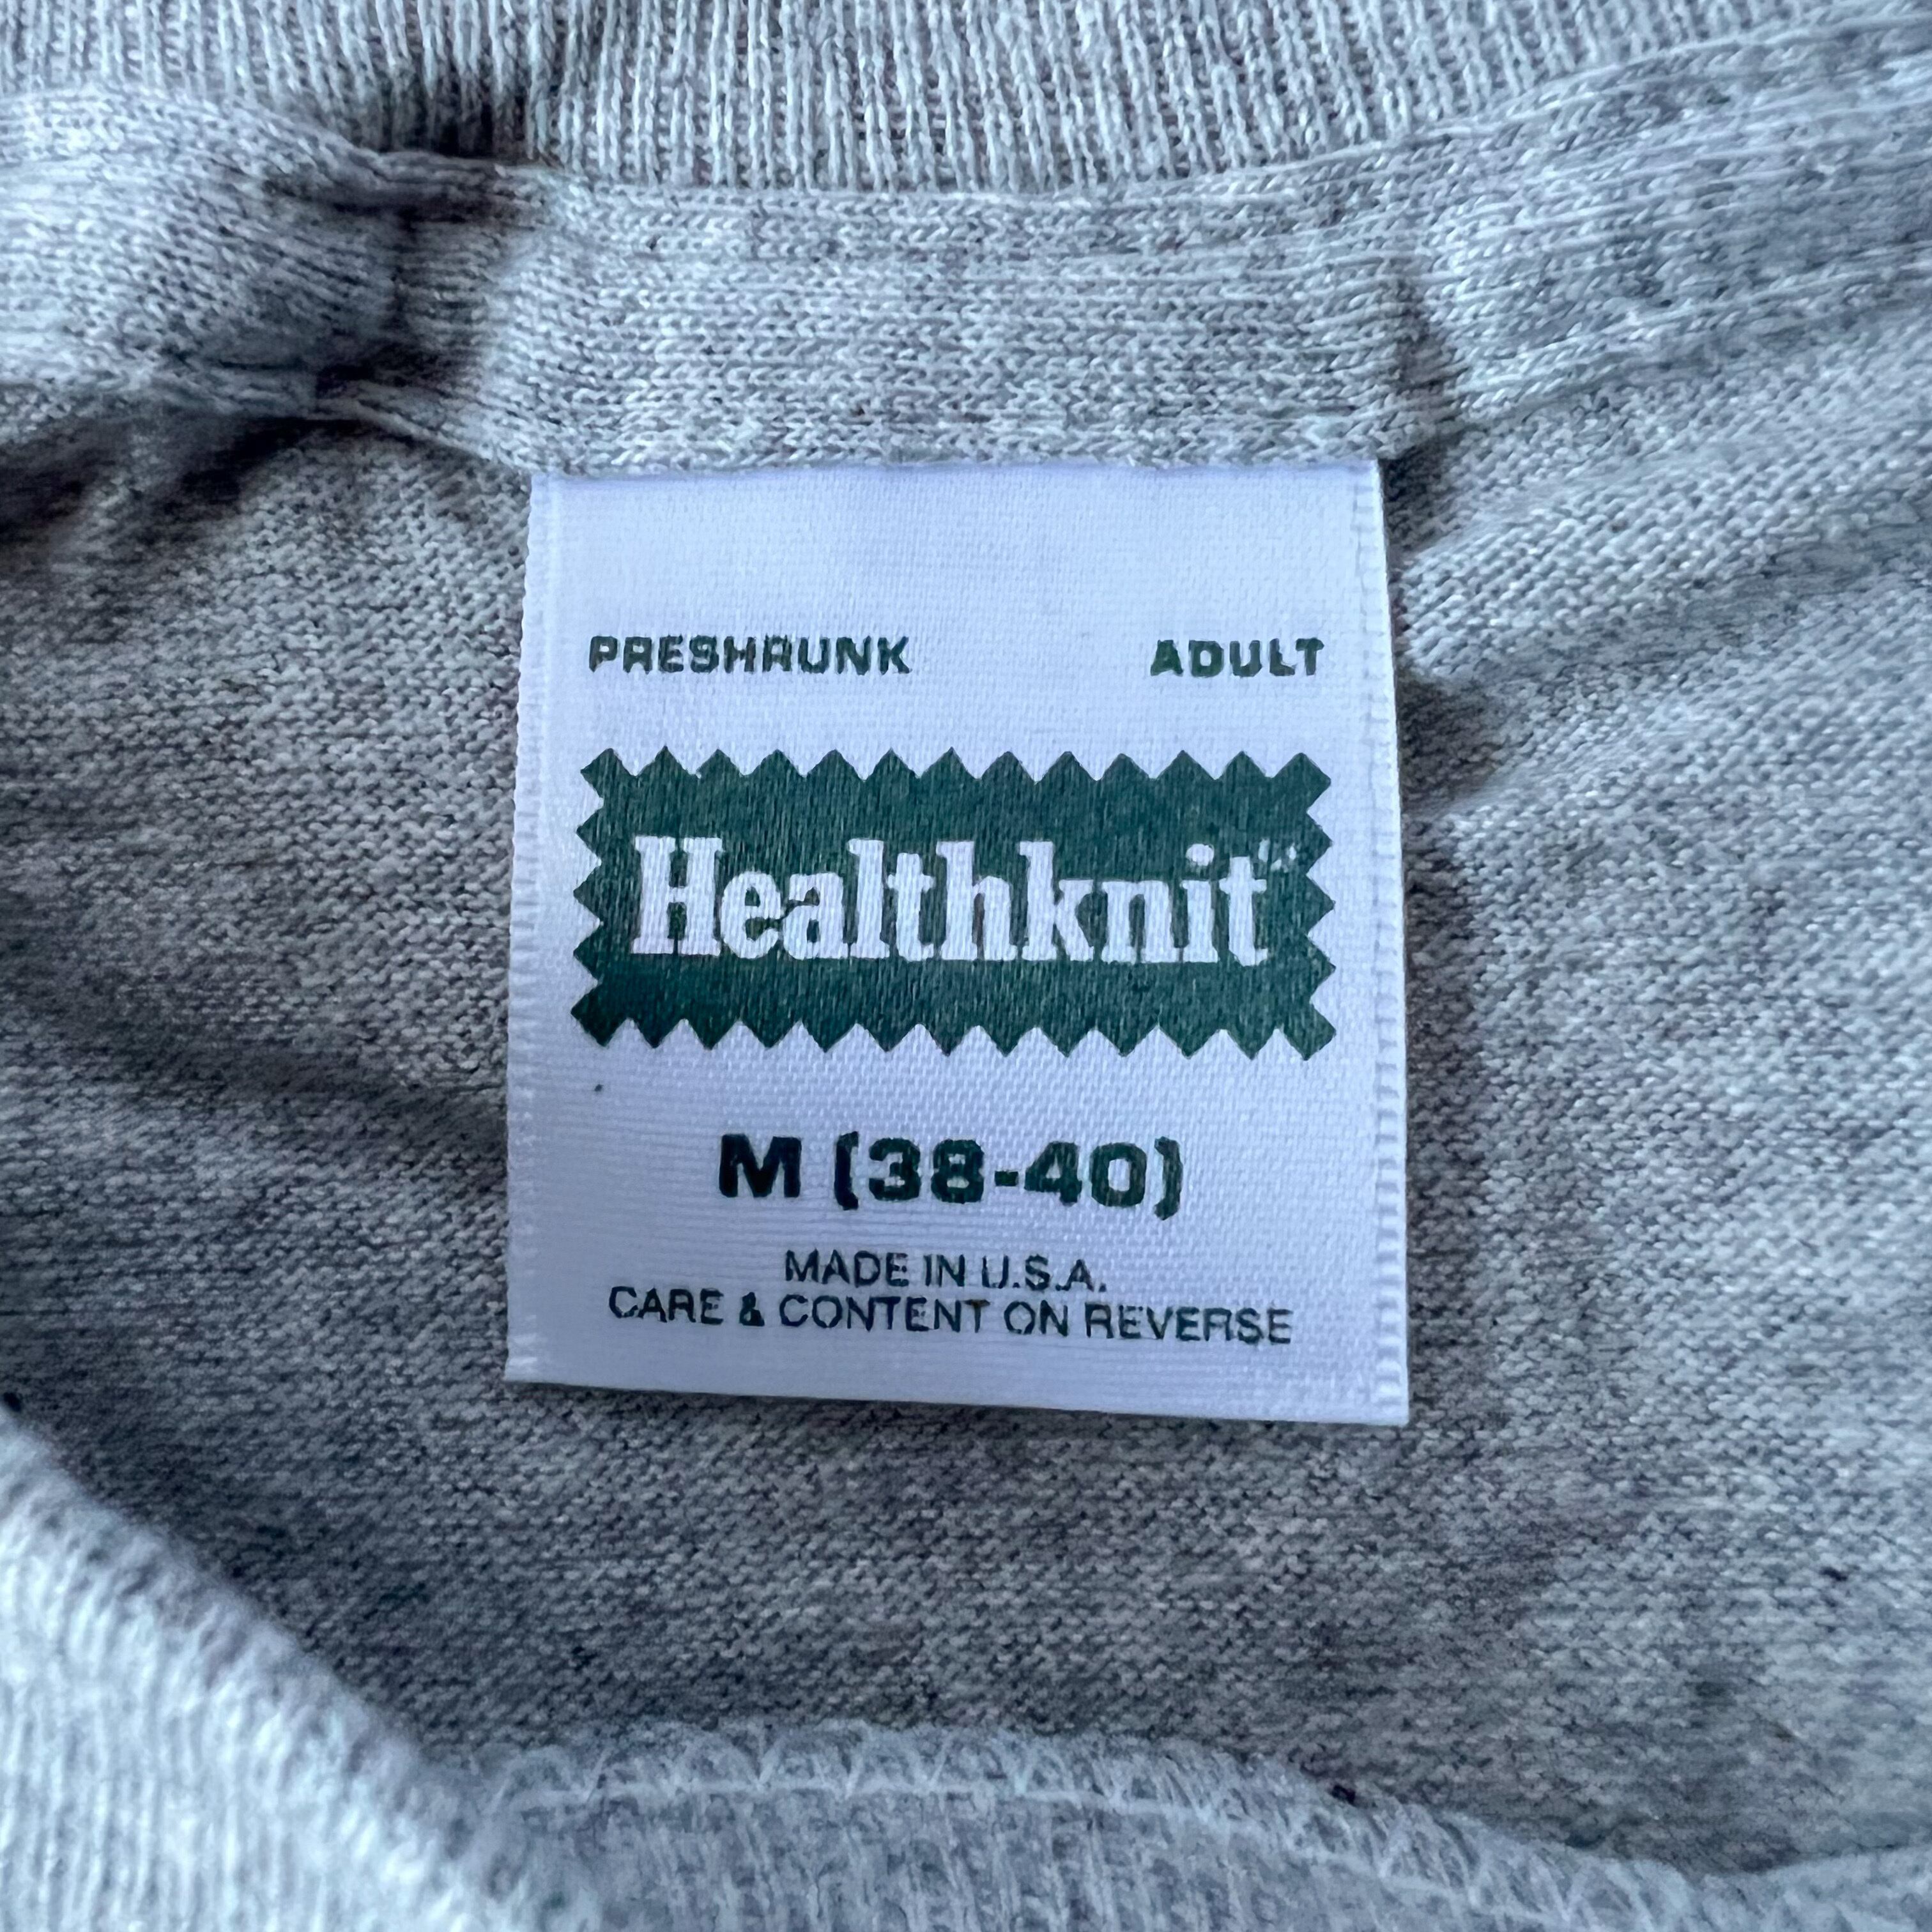 PRESHRUNK ADULT
Healthknit
M (38-40)
MADE IN U.S.A.
CARE & CONTENT ON REVERSE